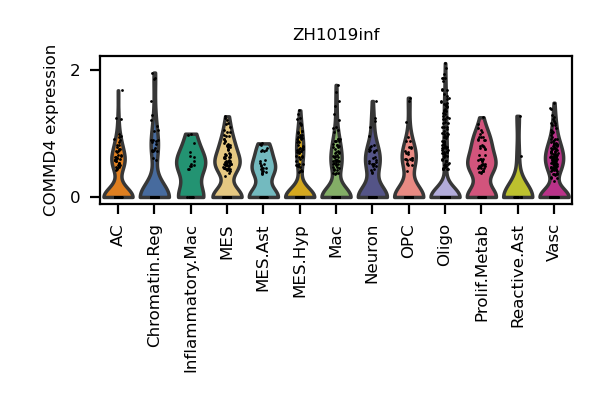 ZH1019inf
COMMD4 expression
2
0
AC
Chromatin.Reg
Inflammatory.Mac
MES
MES.Ast
MES.Hyp
Mac
Neuron
OPC
Oligo
Prolif.Metab
Reactive.Ast
Vasc